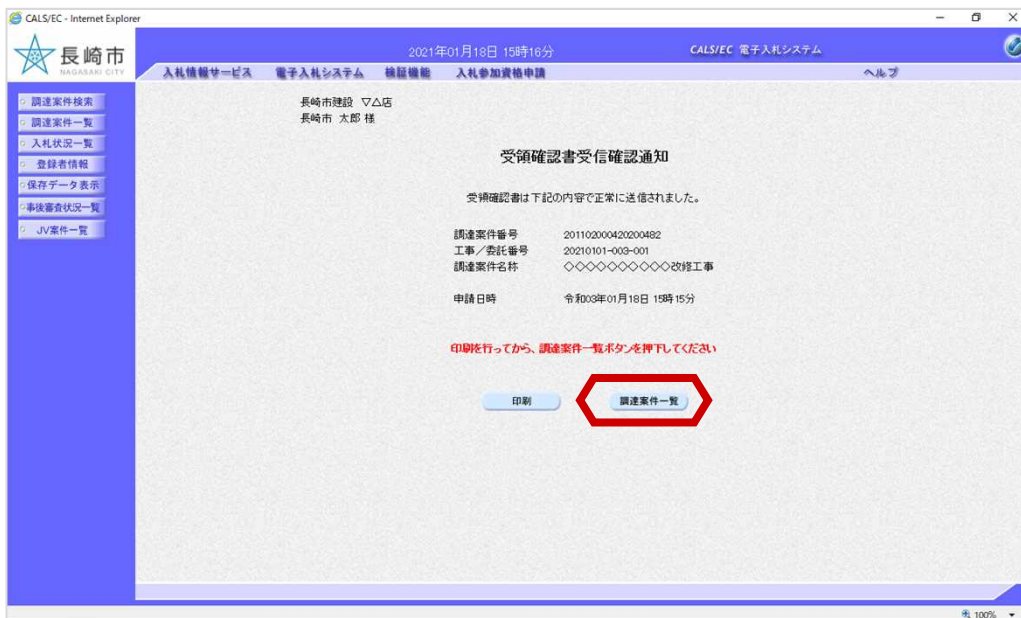 CALS/EC - Internet Explorer
長崎市
NAGASAKI CITY
2021年01月18日 15時16分
CALS/EC 電子入札システム
入札情報サービス 電子入札システム 検証機能 入札参加資格申請 ヘルプ
調達案件検索
調達案件一覧
入札状況一覧
登録者情報
保存データ表示
事後審査状況一覧
JV案件一覧
長崎市建設 ▽△店
長崎市 太郎 様
受領確認書受信確認通知
受領確認書は下記の内容で正常に送信されました。
調達案件番号 201102000420200482
工事/委託番号 20210101-003-001
調達案件名称 ◇◇◇◇◇◇◇◇◇◇改修工事
申請日時 令和03年01月18日 15時15分
印刷を行ってから、調達案件一覧ボタンを押下してください
印刷
調達案件一覧
100%